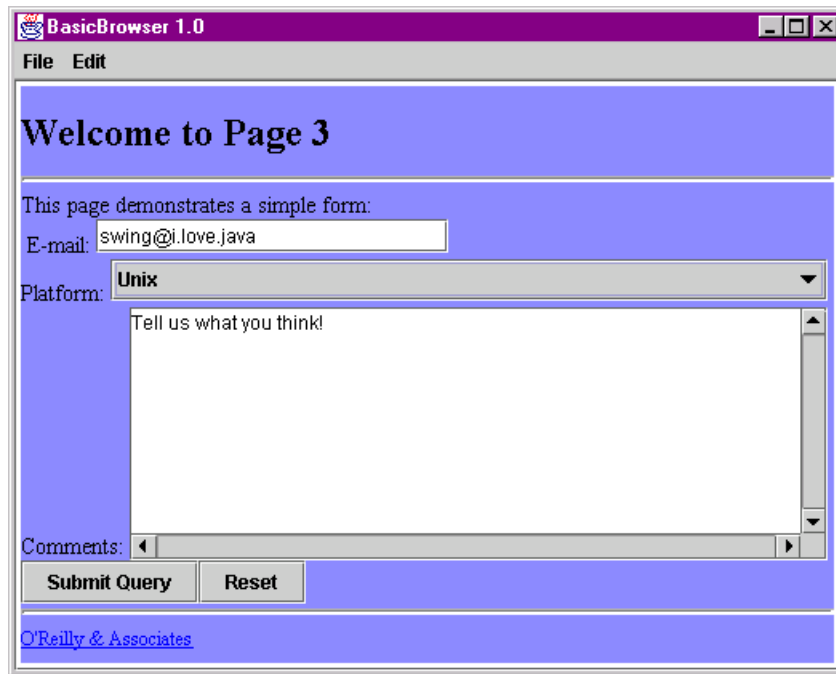 BasicBrowser 1.0
File Edit
Welcome to Page 3
This page demonstrates a simple form:
E-mail: swing@i.love.java
Platform: Unix
Tell us what you think!
Comments:
Submit Query Reset
O'Reilly & Associates